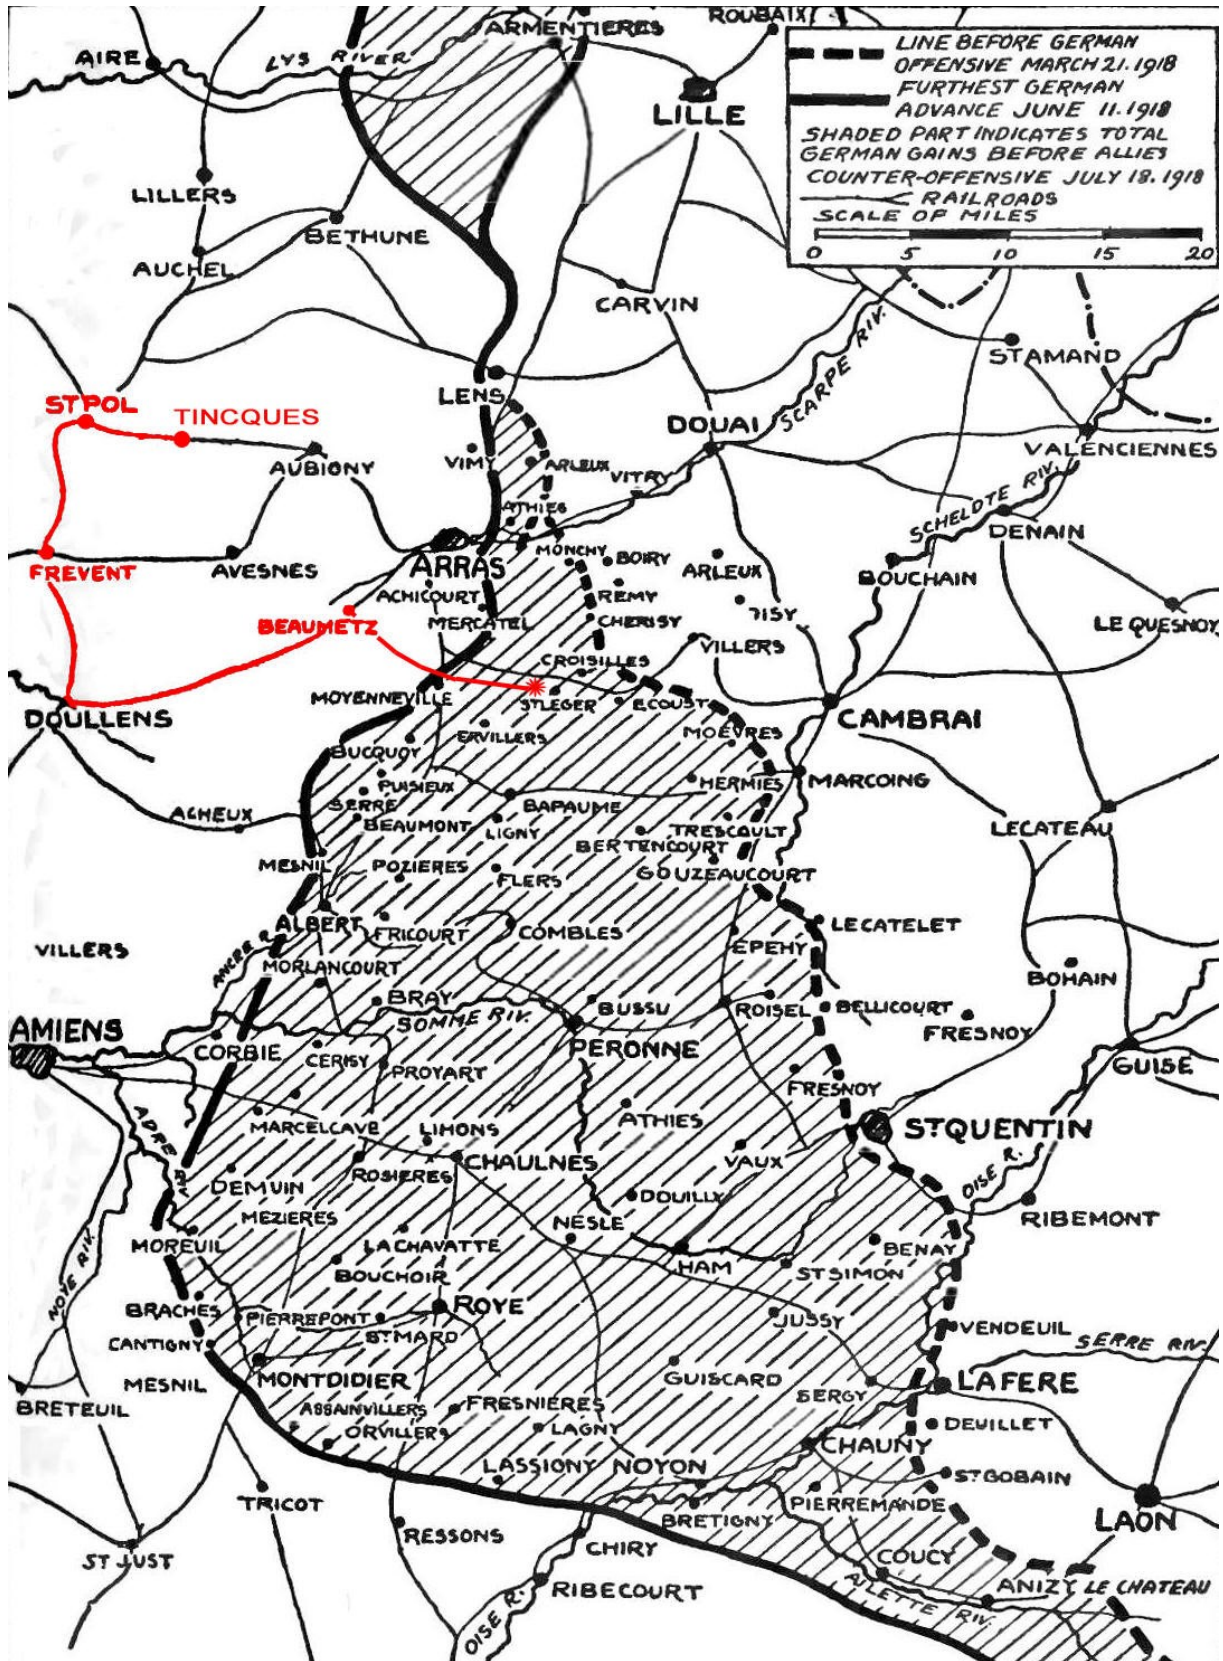 ROUBAIX
ARMENTIERES
AIRE
LYS RIVER
LILLE
LINE BEFORE GERMAN
OFFENSIVE MARCH 21.1918
FURTHEST GERMAN
ADVANCE JUNE 11.1918
SHADED PART INDICATES TOTAL
GERMAN GAINS BEFORE ALLIES
COUNTER-OFFENSIVE JULY 18.1918
RAILROADS
SCALE OF MILES
0 5 10 15 20
LILLERS
BETHUNE
AUCHEL
CARVIN
SCARPE RIV.
ST AMAND
LENS
ST POL
TINCQUES
DOUAI
VALENCIENNES
AUBIGNY
VIMY
ARLEUX
VITRY
SCHELDTE RIV.
ATHIES
DENAIN
MONCHY
BOIRY
ARRAS
ARLEUX
BOUCHAIN
FREVENT
AVESNES
ACHICOURT
REMY
BEAUMETZ
MERCATEL
CHERISY
LE QUESNOY
VILLERS
CROISILLES
MOYENNEVILLE
ST LEGER
ECOUST
DOULLENS
CAMBRAI
ERVILLERS
MOEVRES
BUCQUOY
PUISIEUX
HERMIES
MARCOING
SERRE
BAPAUME
ACHEUX
BEAUMONT
LIGNY
TRESCOULT
LECATEAU
BERTENCOURT
MESNIL
POZIERES
FLERS
GOUZEAUCOURT
ALBERT
FRICOURT
COMBLES
LECATELET
VILLERS
ANCRE R.
EPEHY
MORLANCOURT
BOHAIN
BRAY
BUSSU
ROISEL
BELLICOURT
AMIENS
SOMME RIV.
FRESNOY
CORBIE
CERISY
PERONNE
GUISE
PROYART
FRESNOY
ADRE RIV
MARCELCAVE
LIHONS
ATHIES
ST QUENTIN
ROSIERES
CHAULNES
VAUX
OISE R.
DEMUIN
DOUILLY
MEZIERES
NESLE
RIBEMONT
NOYE RIV.
MOREUIL
LACHAVATTE
BENAY
BOUCHOIR
HAM
ST SIMON
BRACHES
PIERREPONT
ROYE
JUSSY
ST MARD
VENDEUIL
SERRE RIV.
CANTIGNY
MESNIL
MONTDIDIER
GUISCARD
SERGY
LAFERE
BRETEUIL
ASSAINVILLERS
FRESNIERES
DEUILLET
ORVILLERS
LAGNY
CHAUNY
LASSIGNY
NOYON
ST GOBAIN
TRICOT
BRETIGNY
PIERREMANDE
LAON
RESSONS
CHIRY
COUCY
ST JUST
RIBECOURT
AILETTE RIV.
ANIZY LE CHATEAU
OISE R.